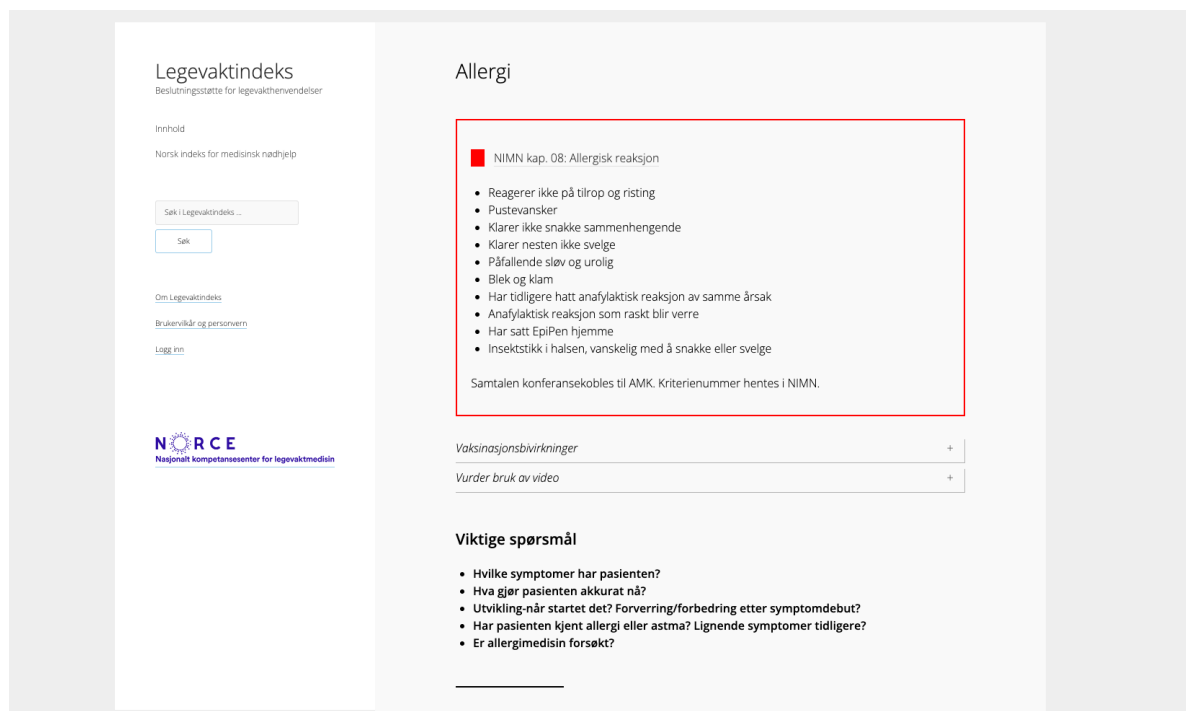 Legevaktindeks
Beslutningsstøtte for legevakthenvendelser
Innhold
Norsk indeks for medisinsk nødhjelp
Søk i Legevaktindeks ...
Søk
Om Legevaktindeks
Brukervilkår og personvern
Logg inn
NORCE
Nasjonalt kompetansesenter for legevaktmedisin
Allergi
NIMN kap. 08: Allergisk reaksjon
Reagerer ikke på tilrop og risting
Pustevansker
Klarer ikke snakke sammenhengende
Klarer nesten ikke svelge
Påfallende sløv og urolig
Blek og klam
Har tidligere hatt anafylaktisk reaksjon av samme årsak
Anafylaktisk reaksjon som raskt blir verre
Har satt EpiPen hjemme
Insektstikk i halsen, vanskelig med å snakke eller svelge
Samtalen konferansekobles til AMK. Kriterienummer hentes i NIMN.
Vaksinasjonsbivirkninger +
Vurder bruk av video +
Viktige spørsmål
Hvilke symptomer har pasienten?
Hva gjør pasienten akkurat nå?
Utvikling-når startet det? Forverring/forbedring etter symptomdebut?
Har pasienten kjent allergi eller astma? Lignende symptomer tidligere?
Er allergimedisin forsøkt?